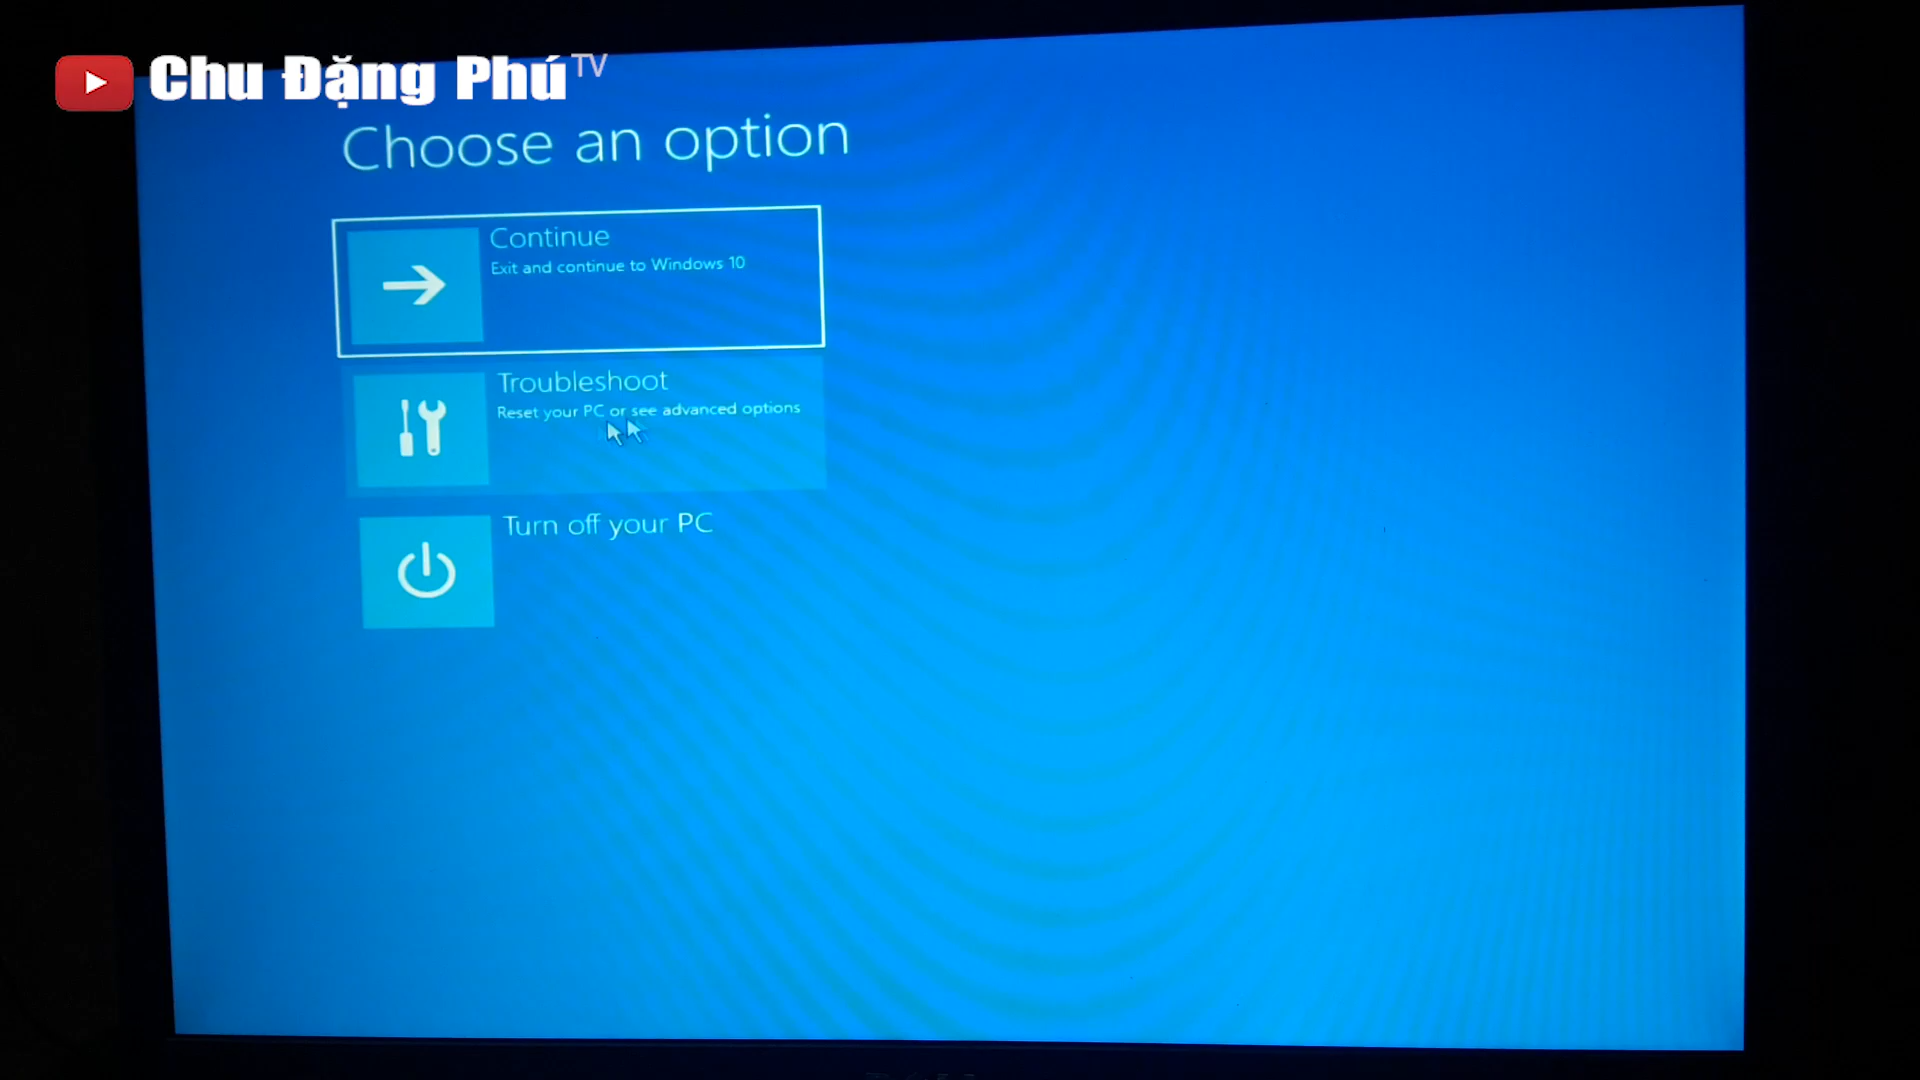 Chu Đặng Phú TV
Choose an option
Continue
Exit and continue to Windows 10
Troubleshoot
Reset your PC or see advanced options
Turn off your PC